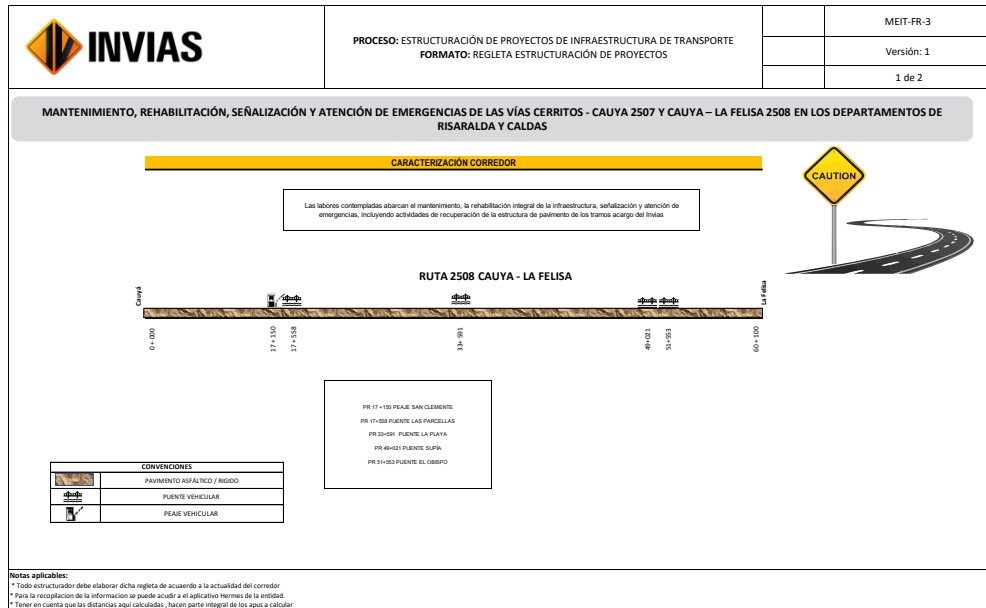 INVIAS
PROCESO: ESTRUCTURACIÓN DE PROYECTOS DE INFRAESTRUCTURA DE TRANSPORTE
FORMATO: REGLETA ESTRUCTURACIÓN DE PROYECTOS
MEIT-FR-3
Versión: 1
1 de 2
MANTENIMIENTO, REHABILITACIÓN, SEÑALIZACIÓN Y ATENCIÓN DE EMERGENCIAS DE LAS VÍAS CERRITOS - CAUYA 2507 Y CAUYA – LA FELISA 2508 EN LOS DEPARTAMENTOS DE
RISARALDA Y CALDAS
CARACTERIZACIÓN CORREDOR
CAUTION
Las labores contempladas abarcan el mantenimiento, la rehabilitación integral de la infraestructura, señalización y atención de
emergencias, incluyendo actividades de recuperación de la estructura de pavimento de los tramos acargo del Invias
RUTA 2508 CAUYA - LA FELISA
Cauyá
La Felisa
0 + 000
17 + 150
17 + 558
33+ 591
49+021
51+553
60 + 100
PR 17 +150 PEAJE SAN CLEMENTE
PR 17+558 PUENTE LAS PARCELLAS
PR 33+591 PUENTE LA PLAYA
PR 49+021 PUENTE SUPÍA
PR 51+553 PUENTE EL OBISPO
CONVENCIONES
PAVIMENTO ASFÁLTICO / RIGIDO
PUENTE VEHICULAR
PEAJE VEHICULAR
Notas aplicables:
* Todo estructurador debe elaborar dicha regleta de acuaerdo a la actualidad del corredor
* Para la recopilacion de la informacion se puede acudir a el aplicativo Hermes de la entidad.
* Tener en cuenta que las distancias aquí calculadas , hacen parte integral de los apus a calcular